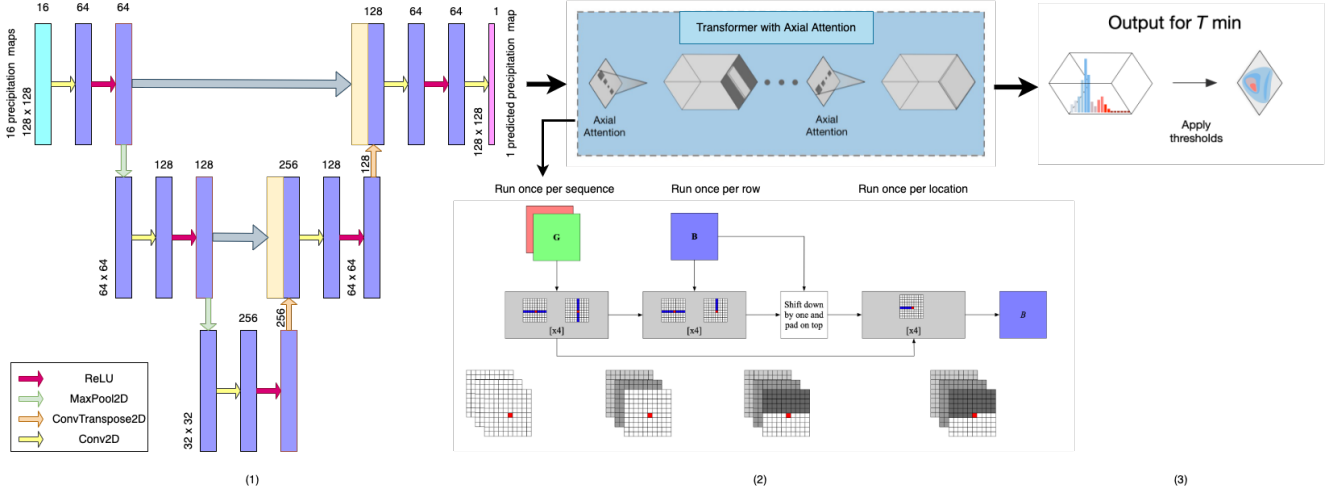 16
64
64
128
64
64
1
16 precipitation maps
128 x 128
128 x 128
1 predicted precipitation map
128
128
256
128
128
64 x 64
64 x 64
256
256
32 x 32
ReLU
MaxPool2D
ConvTranspose2D
Conv2D
(1)
Transformer with Axial Attention
Axial
Attention
Axial
Attention
Run once per sequence
Run once per row
Run once per location
G
B
[x4]
[x4]
Shift down
by one and
pad on top
[x4]
B
(2)
Output for T min
Apply
thresholds
(3)